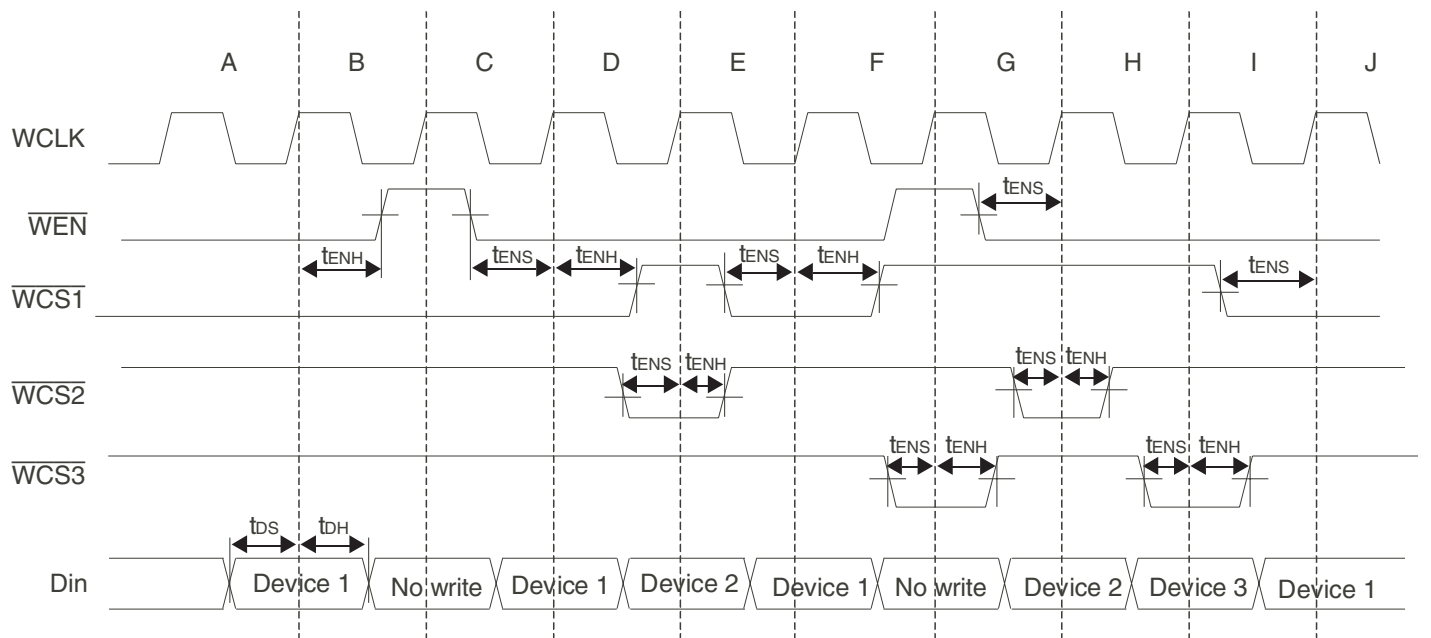 A B C D E F G H I J
WCLK
WEN tENS
tENH tENS tENH tENS tENH tENS
WCS1
tENS tENH tENS tENH
WCS2
tENS tENH tENS tENH
WCS3
tDS tDH
Din Device 1 No write Device 1 Device 2 Device 1 No write Device 2 Device 3 Device 1